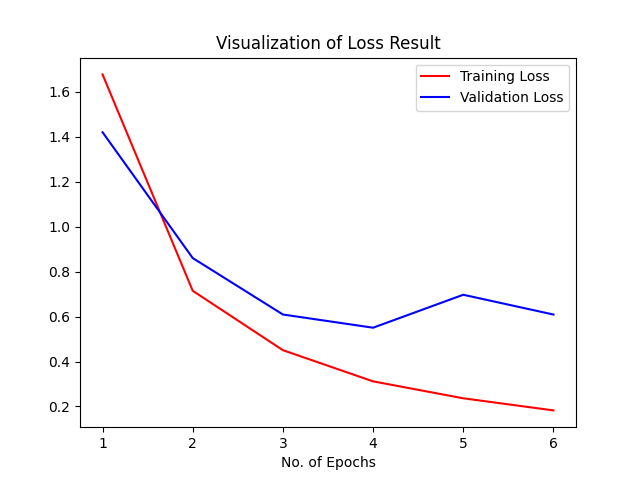 Visualization of Loss Result
Training Loss
Validation Loss
1.6
1.4
1.2
1.0
0.8
0.6
0.4
0.2
1 2 3 4 5 6
No. of Epochs